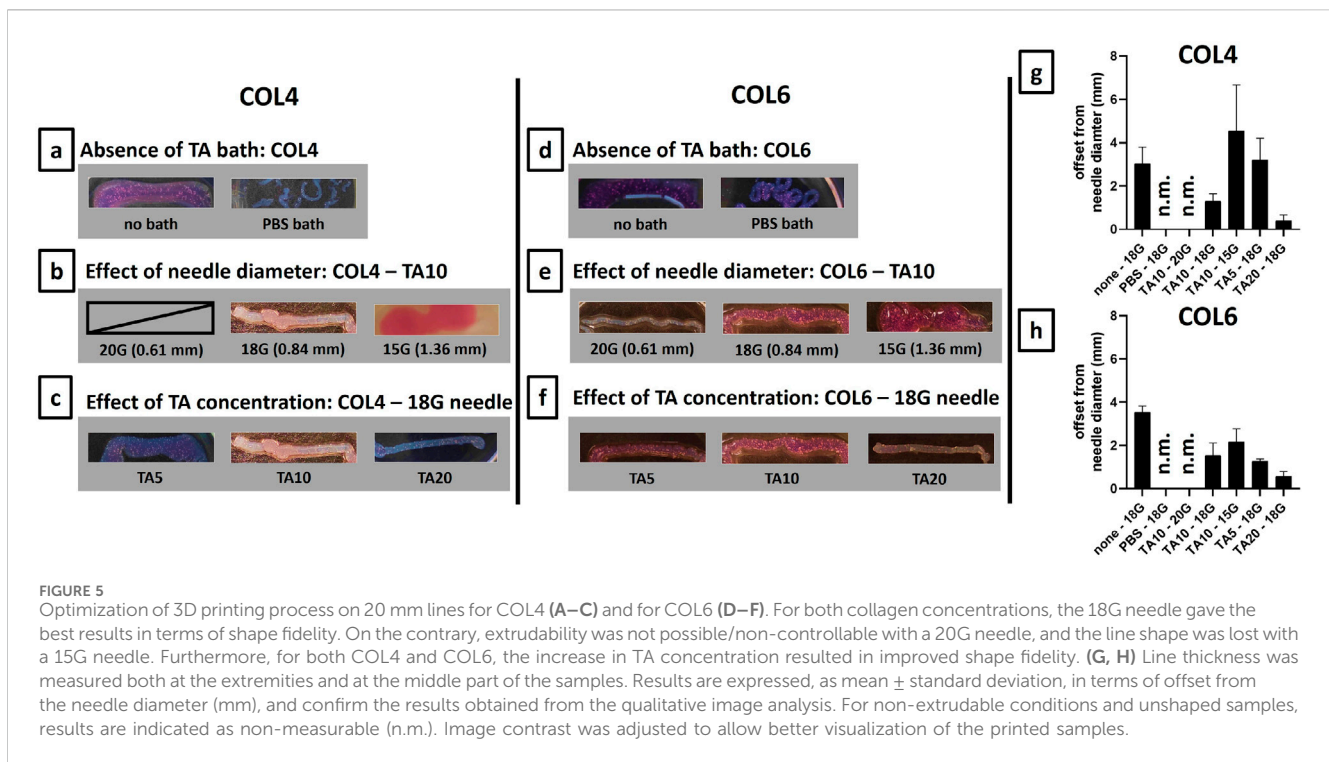 COL4
a Absence of TA bath: COL4
no bath PBS bath
b Effect of needle diameter: COL4 – TA10
20G (0.61 mm) 18G (0.84 mm) 15G (1.36 mm)
c Effect of TA concentration: COL4 – 18G needle
TA5 TA10 TA20
COL6
d Absence of TA bath: COL6
no bath PBS bath
e Effect of needle diameter: COL6 – TA10
20G (0.61 mm) 18G (0.84 mm) 15G (1.36 mm)
f Effect of TA concentration: COL6 – 18G needle
TA5 TA10 TA20
g
COL4
offset from
needle diamter (mm)
8
6
4
2
0
n.m.
n.m.
none - 18G
PBS - 18G
TA10 - 20G
TA10 - 18G
TA10 - 15G
TA5 - 18G
TA20 - 18G
h
COL6
offset from
needle diameter (mm)
8
6
4
2
0
n.m.
n.m.
none - 18G
PBS - 18G
TA10 - 20G
TA10 - 18G
TA10 - 15G
TA5 - 18G
TA20 - 18G
FIGURE 5
Optimization of 3D printing process on 20 mm lines for COL4 (A–C) and for COL6 (D–F). For both collagen concentrations, the 18G needle gave the
best results in terms of shape fidelity. On the contrary, extrudability was not possible/non-controllable with a 20G needle, and the line shape was lost with
a 15G needle. Furthermore, for both COL4 and COL6, the increase in TA concentration resulted in improved shape fidelity. (G, H) Line thickness was
measured both at the extremities and at the middle part of the samples. Results are expressed, as mean ± standard deviation, in terms of offset from
the needle diameter (mm), and confirm the results obtained from the qualitative image analysis. For non-extrudable conditions and unshaped samples,
results are indicated as non-measurable (n.m.). Image contrast was adjusted to allow better visualization of the printed samples.